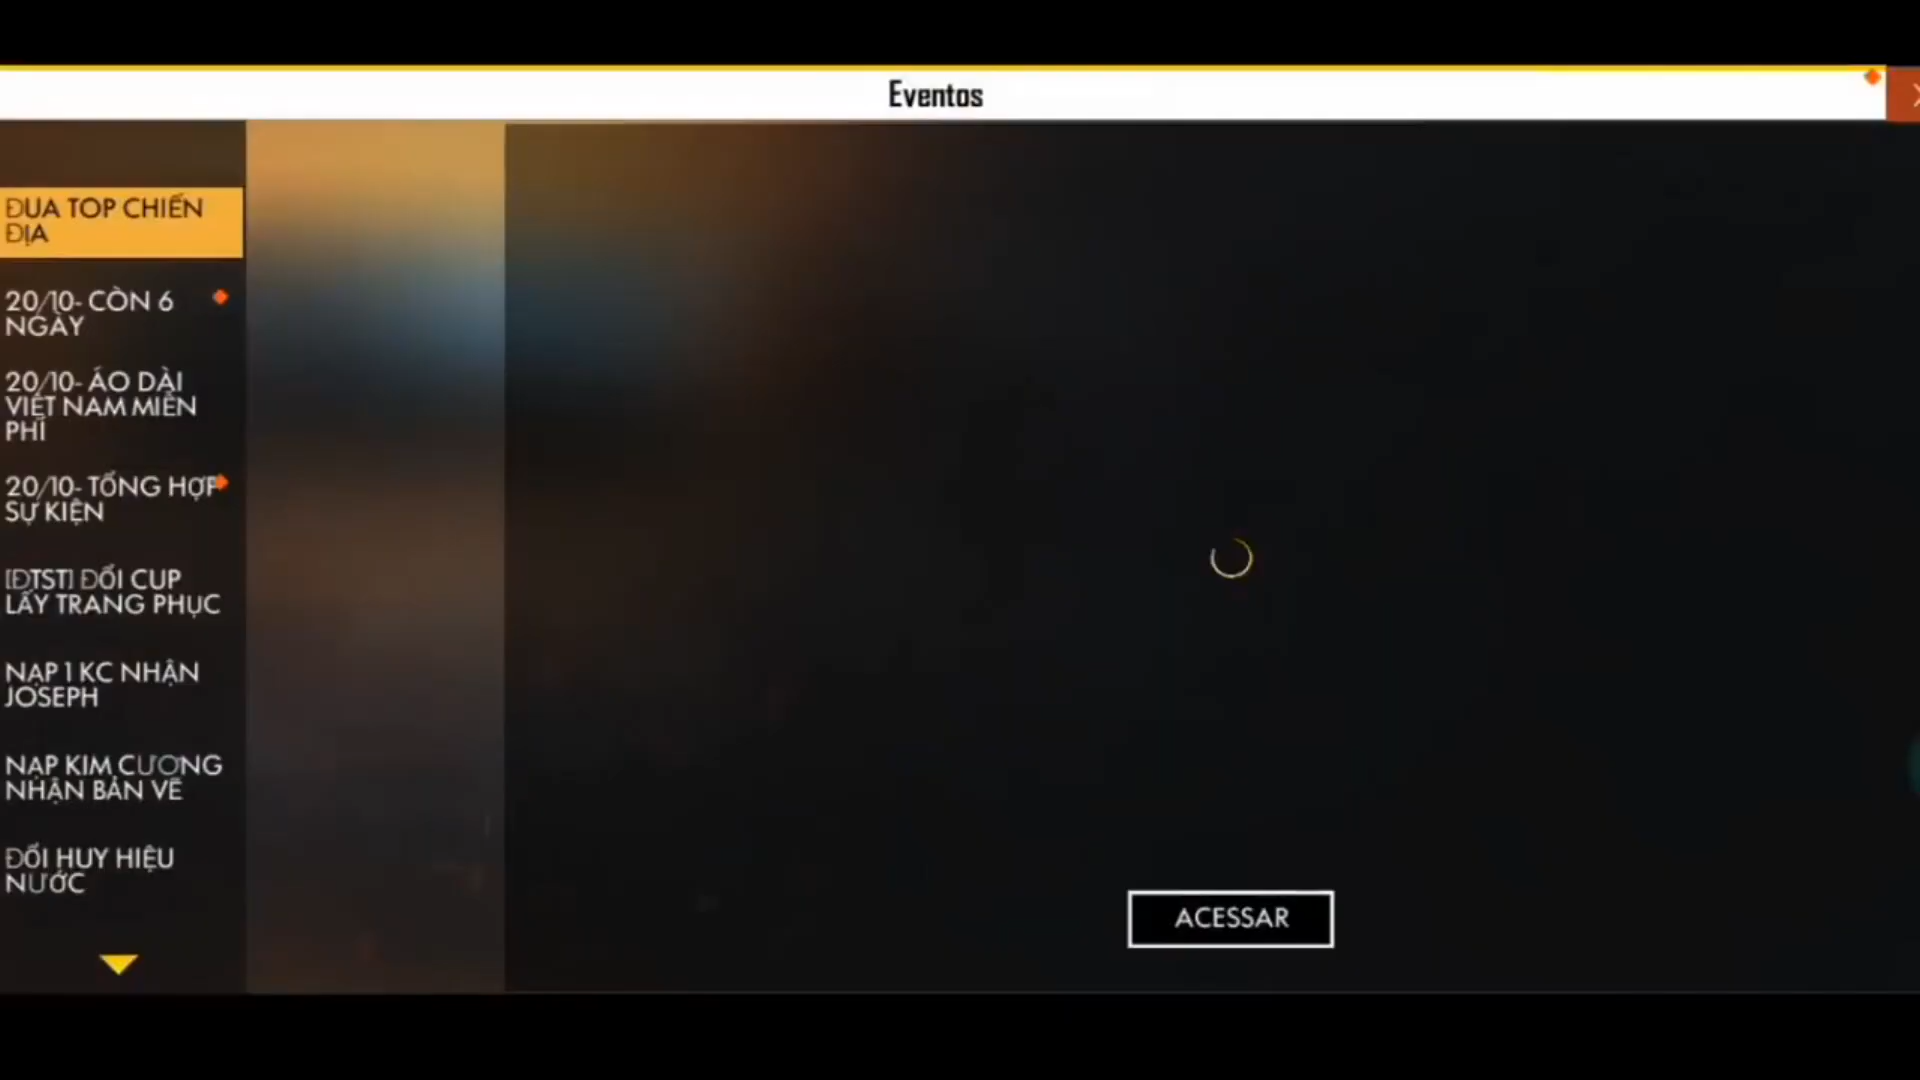 Eventos
ĐUA TOP CHIẾN
ĐỊA
20/10- CÒN 6
NGÀY
20/10- ÁO DÀI
VIỆT NAM MIỄN
PHÍ
20/10- TỔNG HỢP
SỰ KIỆN
[ĐTST] ĐỔI CUP
LẤY TRANG PHỤC
NẠP 1 KC NHẬN
JOSEPH
NẠP KIM CƯƠNG
NHẬN BẢN VẼ
ĐỔI HUY HIỆU
NƯỚC
ACESSAR